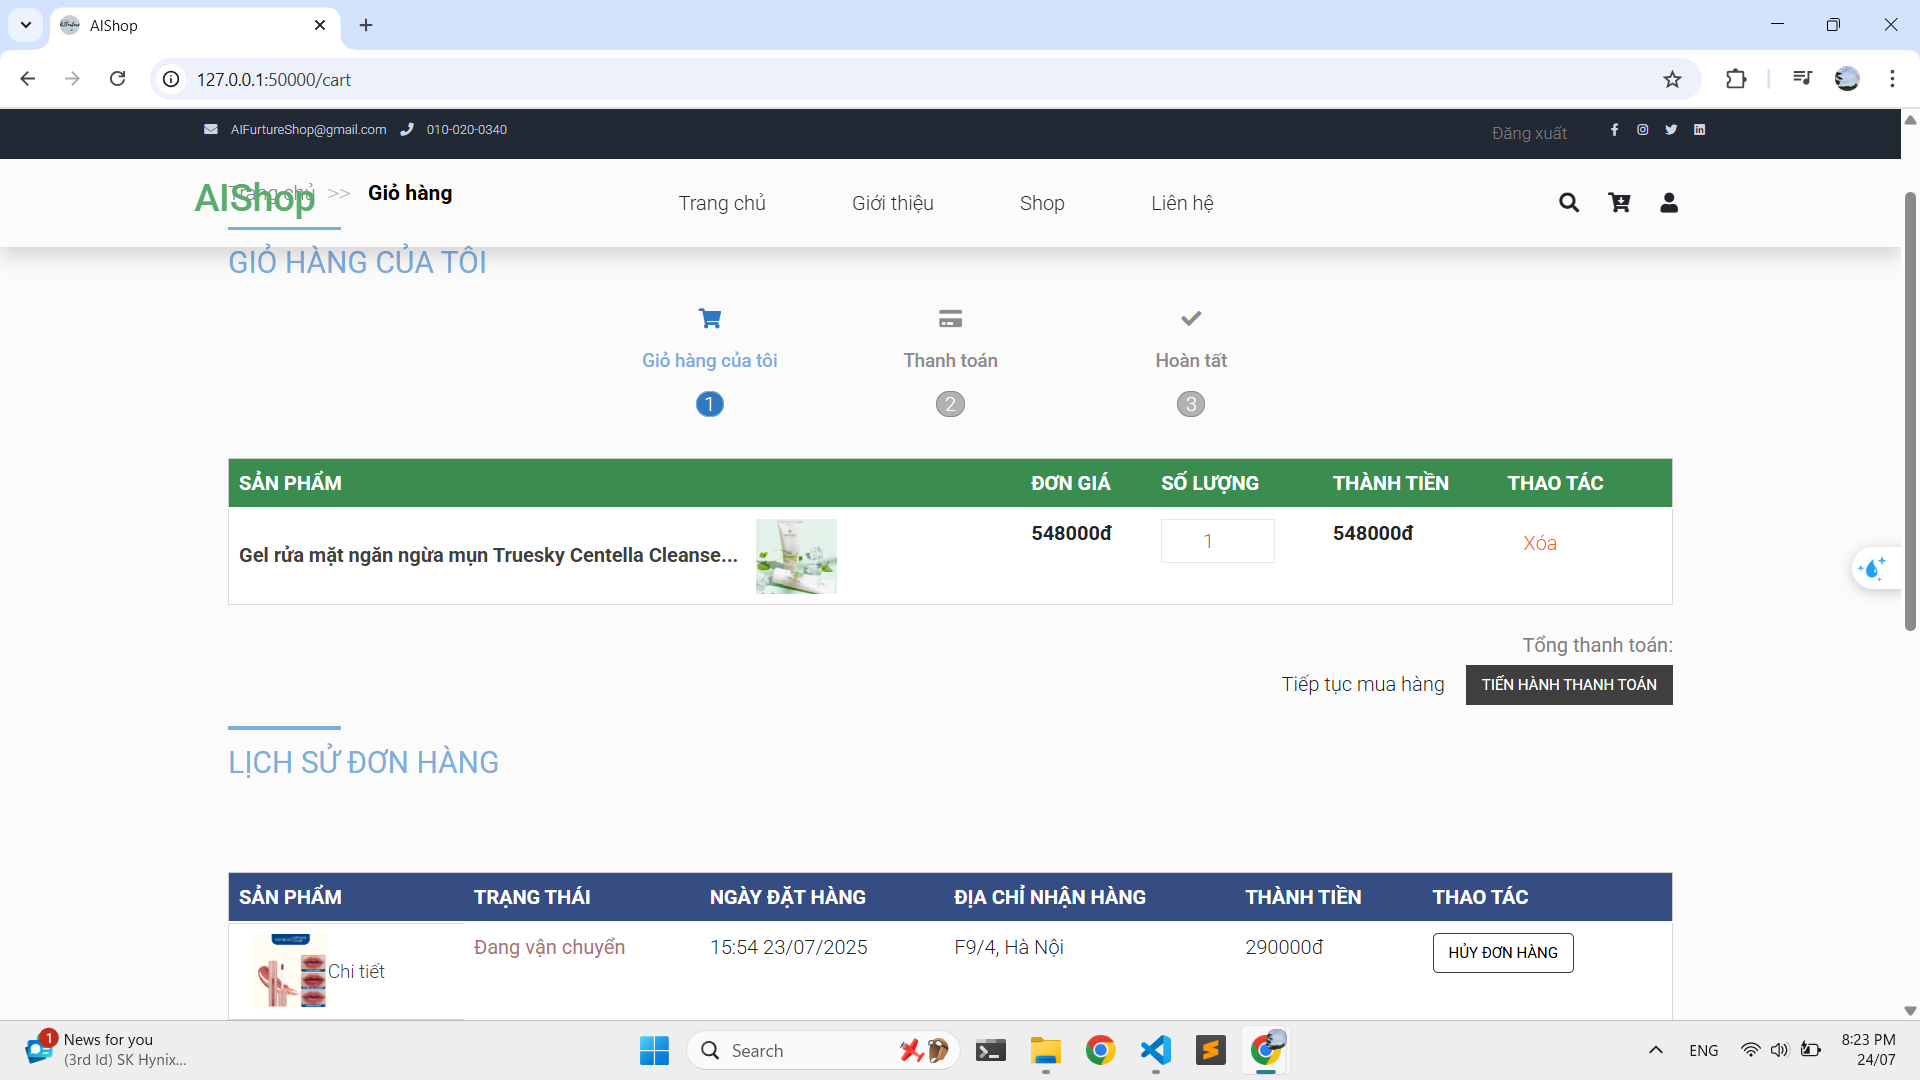 AIShop
127.0.0.1:50000/cart
AIFurtureShop@gmail.com 010-020-0340 Đăng xuất
AIShop Trang chủ >> Giỏ hàng Trang chủ Giới thiệu Shop Liên hệ
GIỎ HÀNG CỦA TÔI
Giỏ hàng của tôi Thanh toán Hoàn tất
1 2 3
SẢN PHẨM ĐƠN GIÁ SỐ LƯỢNG THÀNH TIỀN THAO TÁC
Gel rửa mặt ngăn ngừa mụn Truesky Centella Cleanse... 548000đ 1 548000đ Xóa
Tổng thanh toán:
Tiếp tục mua hàng TIẾN HÀNH THANH TOÁN
LỊCH SỬ ĐƠN HÀNG
SẢN PHẨM TRẠNG THÁI NGÀY ĐẶT HÀNG ĐỊA CHỈ NHẬN HÀNG THÀNH TIỀN THAO TÁC
Chi tiết Đang vận chuyển 15:54 23/07/2025 F9/4, Hà Nội 290000đ HỦY ĐƠN HÀNG
1 News for you
(3rd ld) SK Hynix...
Search
ENG
8:23 PM
24/07